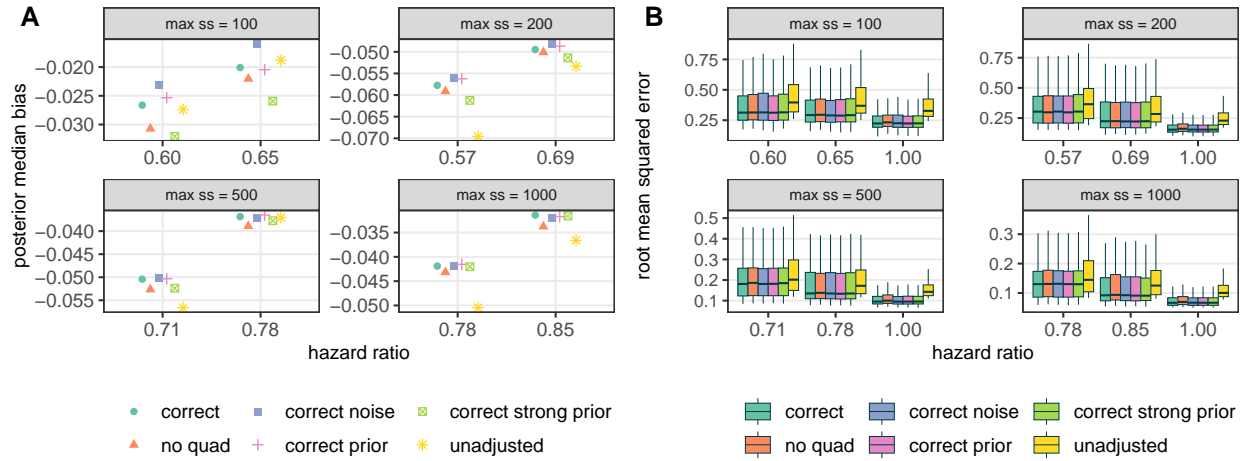 A
max ss = 100
max ss = 200
−0.020
−0.025
−0.030
0.60
0.65
−0.050
−0.055
−0.060
−0.065
−0.070
0.57
0.69
max ss = 500
max ss = 1000
−0.040
−0.045
−0.050
−0.055
0.71
0.78
−0.035
−0.040
−0.045
−0.050
0.78
0.85
posterior median bias
hazard ratio
correct
correct noise
correct strong prior
no quad
correct prior
unadjusted
B
max ss = 100
max ss = 200
0.75
0.50
0.25
0.60
0.65
1.00
0.75
0.50
0.25
0.57
0.69
1.00
max ss = 500
max ss = 1000
0.5
0.4
0.3
0.2
0.1
0.71
0.78
1.00
0.3
0.2
0.1
0.78
0.85
1.00
root mean squared error
hazard ratio
correct
correct noise
correct strong prior
no quad
correct prior
unadjusted